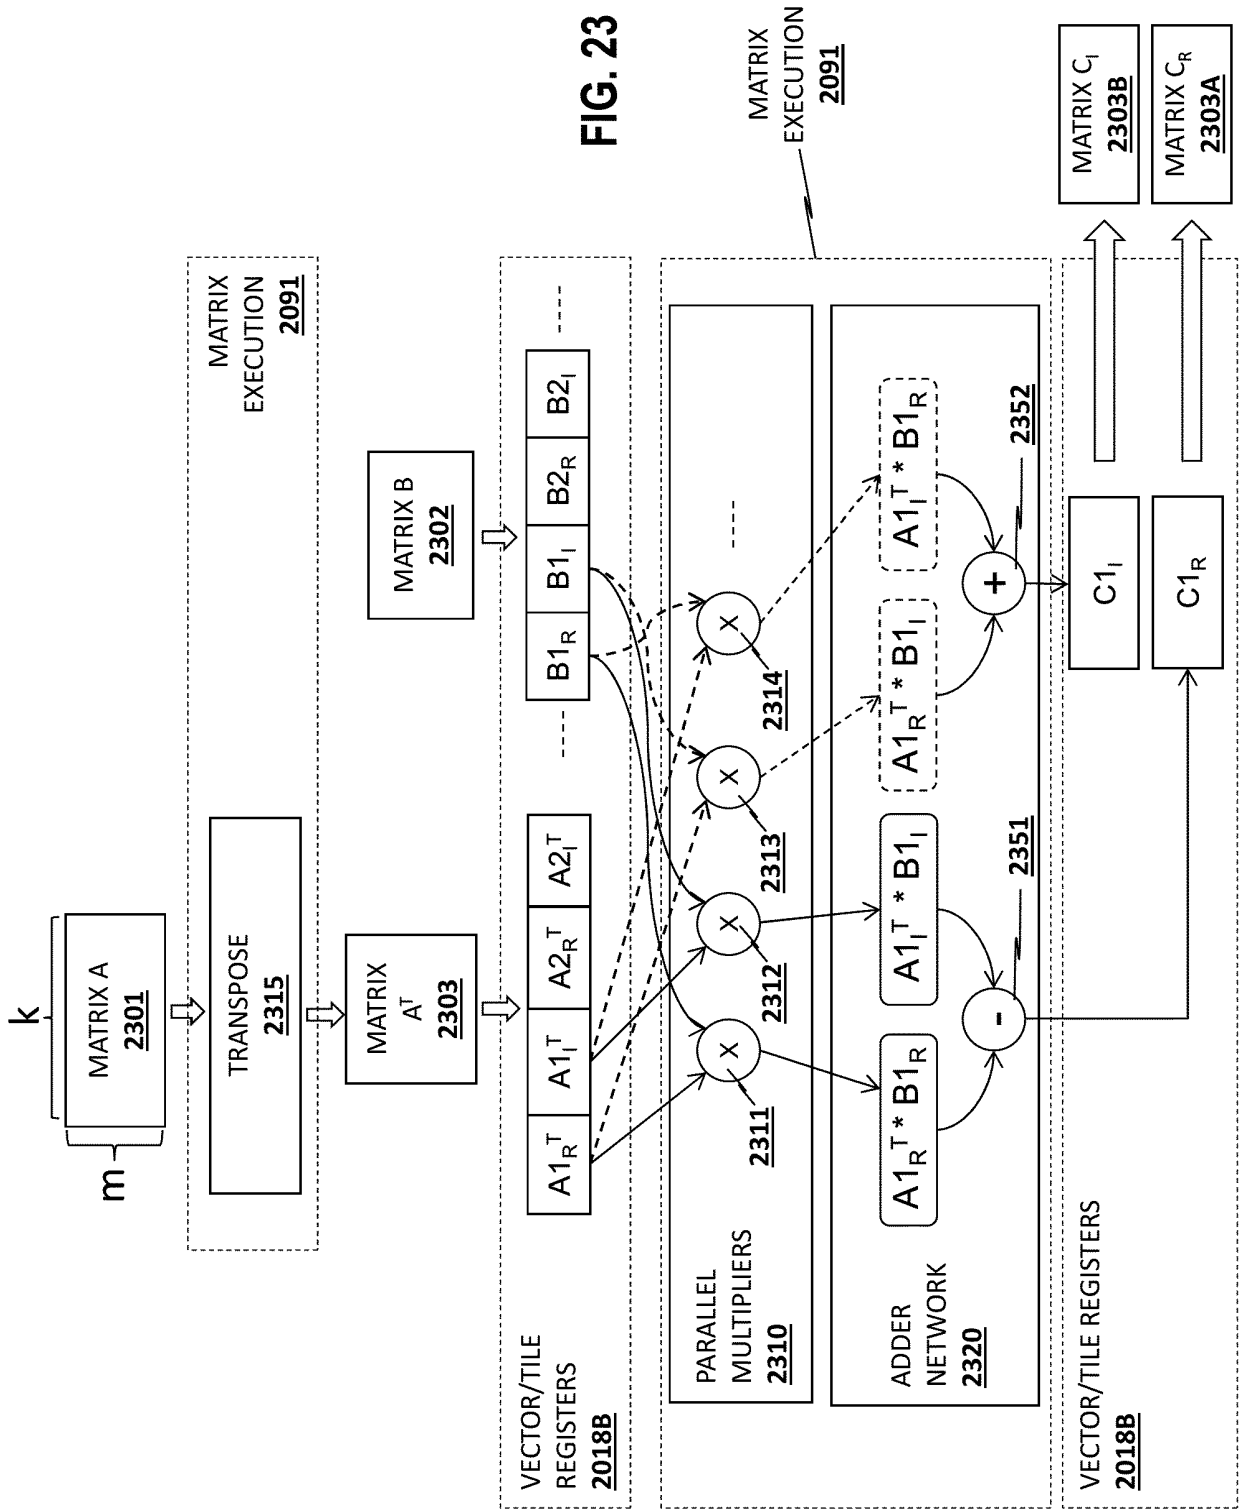 k
m
MATRIX A
2301
TRANSPOSE
2315
MATRIX
EXECUTION
2091
MATRIX
Aᵀ
2303
MATRIX B
2302
VECTOR/TILE
REGISTERS
2018B
A1_R^T
A1_I^T
A2_R^T
A2_I^T
B1_R
B1_I
B2_R
B2_I
FIG. 23
PARALLEL
MULTIPLIERS
2310
X
2311
X
2312
X
2313
X
2314
MATRIX
EXECUTION
2091
ADDER
NETWORK
2320
A1_R^T * B1_R
A1_I^T * B1_I
A1_R^T * B1_I
A1_I^T * B1_R
-
2351
+
2352
VECTOR/TILE REGISTERS
2018B
C1_I
C1_R
MATRIX C_I
2303B
MATRIX C_R
2303A